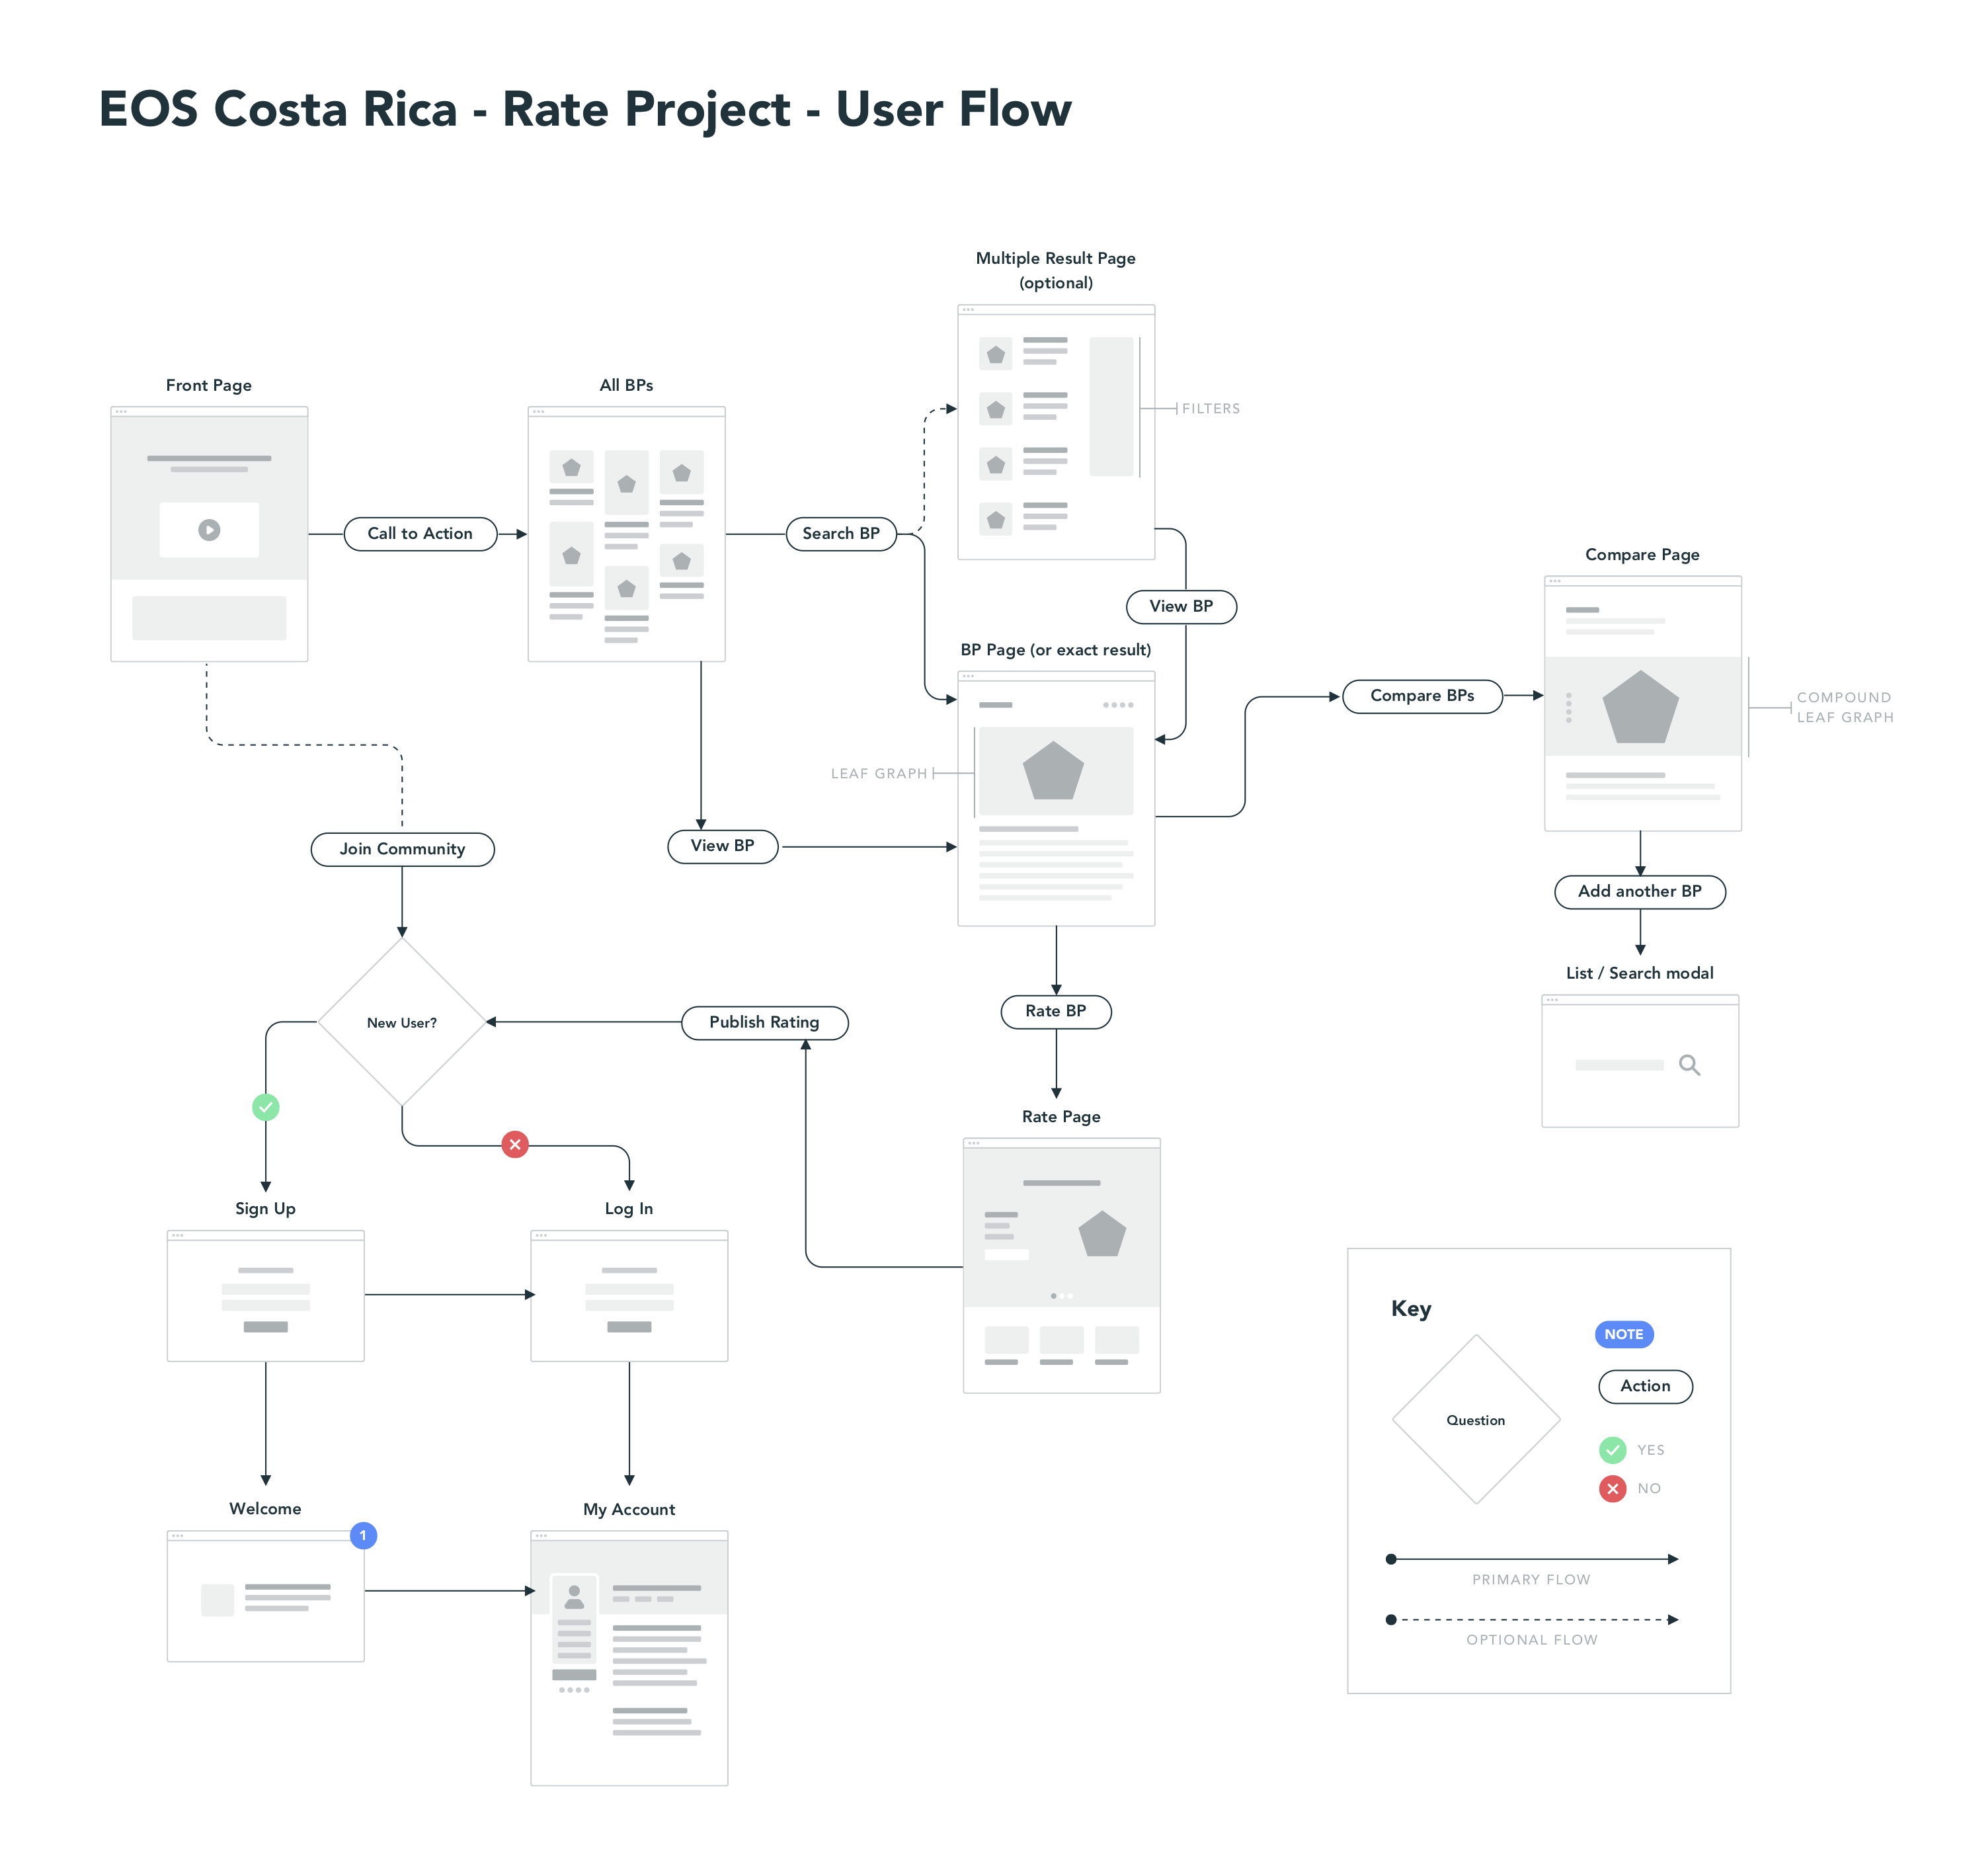 EOS Costa Rica - Rate Project - User Flow
Multiple Result Page
(optional)
Front Page
All BPs
FILTERS
Call to Action
Search BP
Compare Page
View BP
BP Page (or exact result)
Compare BPs
COMPOUND
LEAF GRAPH
LEAF GRAPH
Join Community
View BP
Add another BP
List / Search modal
New User?
Publish Rating
Rate BP
Rate Page
Sign Up
Log In
Welcome
1
My Account
Key
NOTE
Action
Question
YES
NO
PRIMARY FLOW
OPTIONAL FLOW